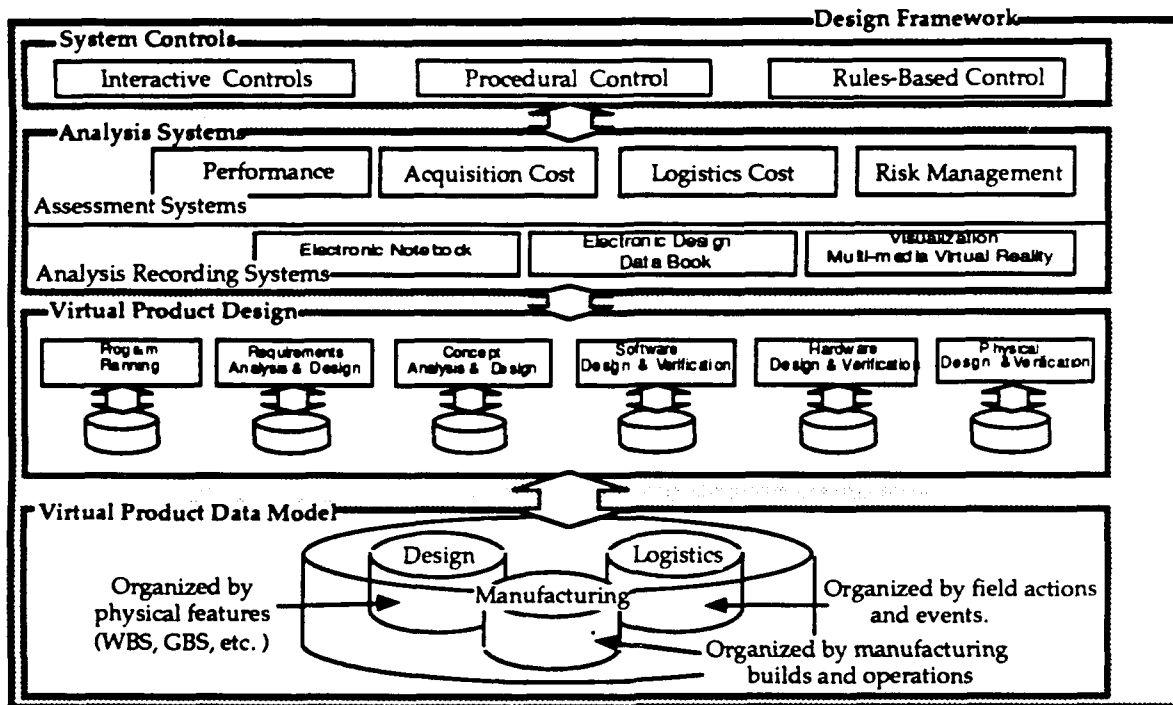 Design Framework
System Controls
Interactive Controls
Procedural Control
Rules-Based Control
Analysis Systems
Performance
Acquisition Cost
Logistics Cost
Risk Management
Assessment Systems
Electronic Notebook
Electronic Design
Data Book
Visualization
Multi-media Virtual Reality
Analysis Recording Systems
Virtual Product Design
Program
Planning
Requirements
Analysis & Design
Concept
Analysis & Design
Software
Design & Verification
Hardware
Design & Verification
Physical
Design & Verification
Virtual Product Data Model
Design
Logistics
Manufacturing
Organized by
physical features
(WBS, GBS, etc. )
Organized by field actions
and events.
Organized by manufacturing
builds and operations